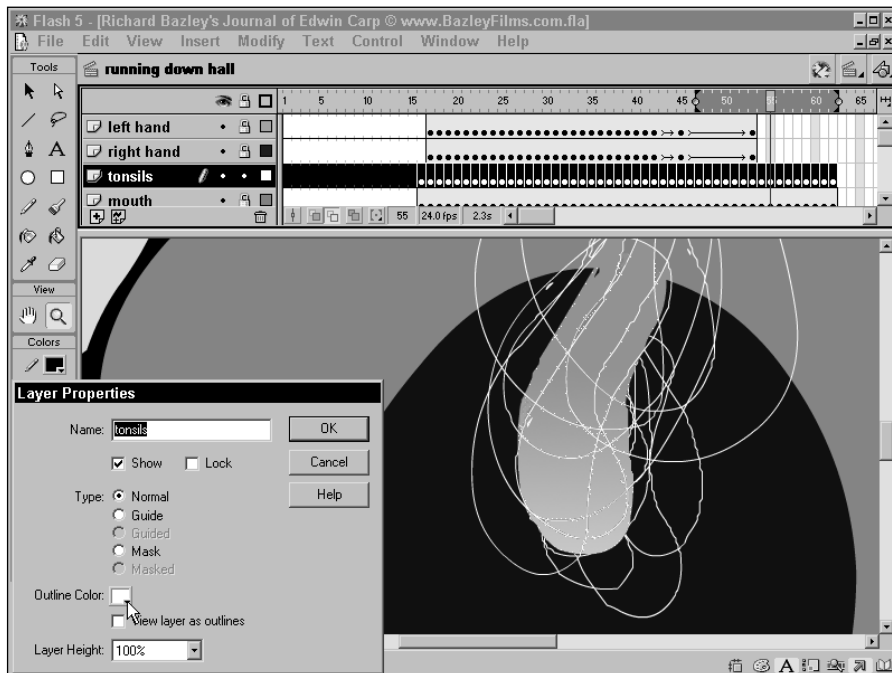 Flash 5 - [Richard Bazley's Journal of Edwin Carp © www.BazleyFilms.com.fla]
File Edit View Insert Modify Text Control Window Help
Tools
running down hall
1 5 10 15 20 25 30 35 40 45 50 55 60 65
left hand
right hand
tonsils
mouth
55 24.0 fps 2.3s
View
Colors
Layer Properties
Name: tonsils
OK
Show Lock
Cancel
Type: Normal
Help
Guide
Guided
Mask
Masked
Outline Color:
View layer as outlines
Layer Height: 100%